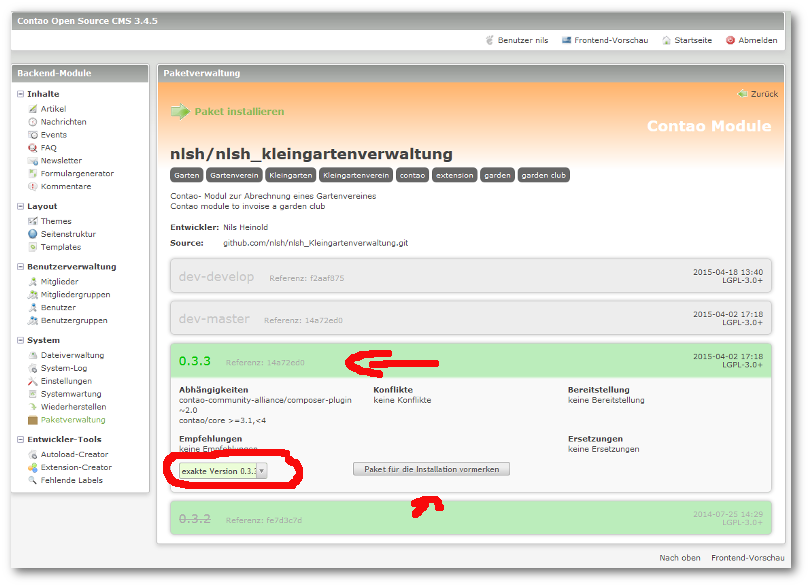 Contao Open Source CMS 3.4.5
Benutzer nils Frontend-Vorschau Startseite Abmelden
Backend-Module
Inhalte
Artikel
Nachrichten
Events
FAQ
Newsletter
Formulargenerator
Kommentare
Layout
Themes
Seitenstruktur
Templates
Benutzerverwaltung
Mitglieder
Mitgliedergruppen
Benutzer
Benutzergruppen
System
Dateiverwaltung
System-Log
Einstellungen
Systemwartung
Wiederherstellen
Paketverwaltung
Entwickler-Tools
Autoload-Creator
Extension-Creator
Fehlende Labels
Paketverwaltung
Zurück
Paket installieren
Contao Module
nlsh/nlsh_kleingartenverwaltung
Garten Gartenverein Kleingarten Kleingartenverein contao extension garden garden club
Contao- Modul zur Abrechnung eines Gartenvereines
Contao module to invoise a garden club
Entwickler: Nils Heinold
Source: github.com/nlsh/nlsh_Kleingartenverwaltung.git
dev-develop Referenz: f2aaf875 2015-04-18 13:40
LGPL-3.0+
dev-master Referenz: 14a72ed0 2015-04-02 17:18
LGPL-3.0+
0.3.3 Referenz: 14a72ed0 2015-04-02 17:18
LGPL-3.0+
Abhängigkeiten Konflikte Bereitstellung
contao-community-alliance/composer-plugin keine Konflikte keine Bereitstellung
≈2.0
contao/core >=3.1,<4
Empfehlungen Ersetzungen
keine Empfehlungen keine Ersetzungen
exakte Version 0.3.3 Paket für die Installation vormerken
0.3.2 Referenz: fe7d3c7d 2014-07-25 14:29
LGPL-3.0+
Nach oben Frontend-Vorschau